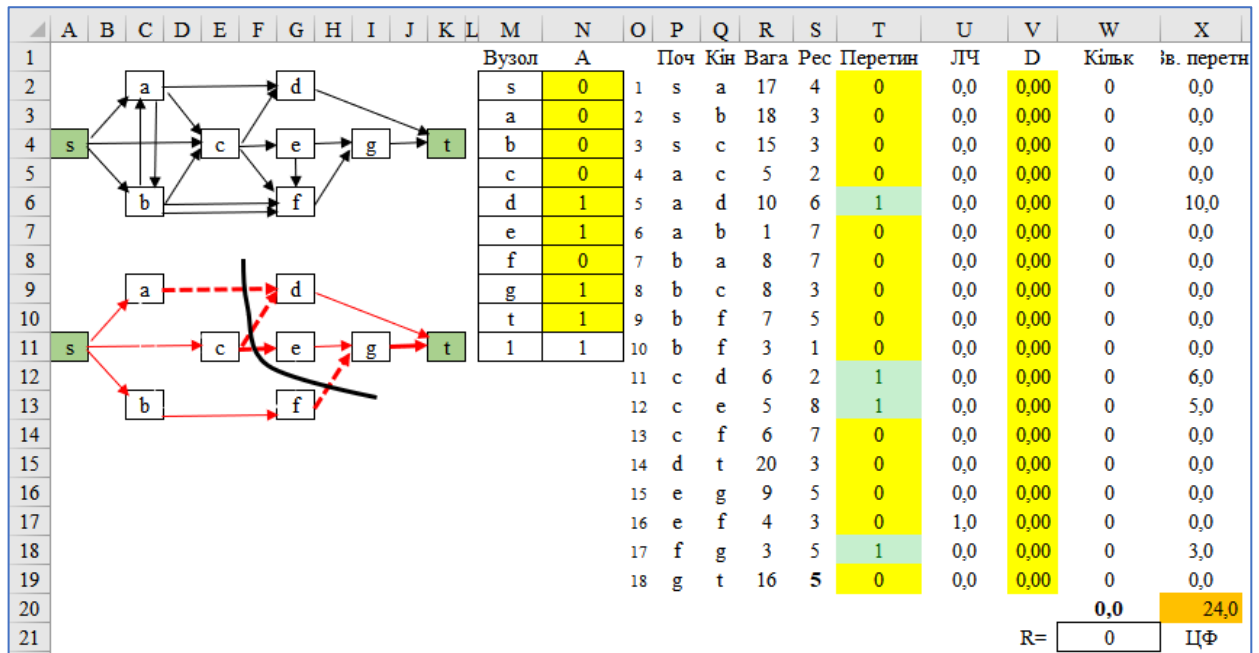 A B C D E F G H I J K L M N O P Q R S T U V W X
1 Вузол A Поч Кін Вага Рес Перетин ЛЧ D Кільк Зв. перетн
2 a d s 0 1 s a 17 4 0 0,0 0,00 0 0,0
3 a 0 2 s b 18 3 0 0,0 0,00 0 0,0
4 s c e g t b 0 3 s c 15 3 0 0,0 0,00 0 0,0
5 c 0 4 a c 5 2 0 0,0 0,00 0 0,0
6 b f d 1 5 a d 10 6 1 0,0 0,00 0 10,0
7 e 1 6 a b 1 7 0 0,0 0,00 0 0,0
8 f 0 7 b a 8 7 0 0,0 0,00 0 0,0
9 a d g 1 8 b c 8 3 0 0,0 0,00 0 0,0
10 t 1 9 b f 7 5 0 0,0 0,00 0 0,0
11 s c e g t 1 1 10 b f 3 1 0 0,0 0,00 0 0,0
12 11 c d 6 2 1 0,0 0,00 0 6,0
13 b f 12 c e 5 8 1 0,0 0,00 0 5,0
14 13 c f 6 7 0 0,0 0,00 0 0,0
15 14 d t 20 3 0 0,0 0,00 0 0,0
16 15 e g 9 5 0 0,0 0,00 0 0,0
17 16 e f 4 3 0 1,0 0,00 0 0,0
18 17 f g 3 5 1 0,0 0,00 0 3,0
19 18 g t 16 5 0 0,0 0,00 0 0,0
20 0,0 24,0
21 R= 0 ЦФ